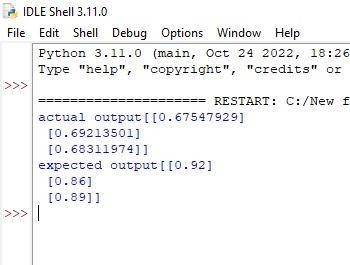 IDLE Shell 3.11.0
File Edit Shell Debug Options Window Help
Python 3.11.0 (main, Oct 24 2022, 18:26
Type "help", "copyright", "credits" or
>>>
===================== RESTART: C:/New f
actual output[[0.67547929]
[0.69213501]
[0.68311974]]
expected output[[0.92]
[0.86]
[0.89]]
>>>